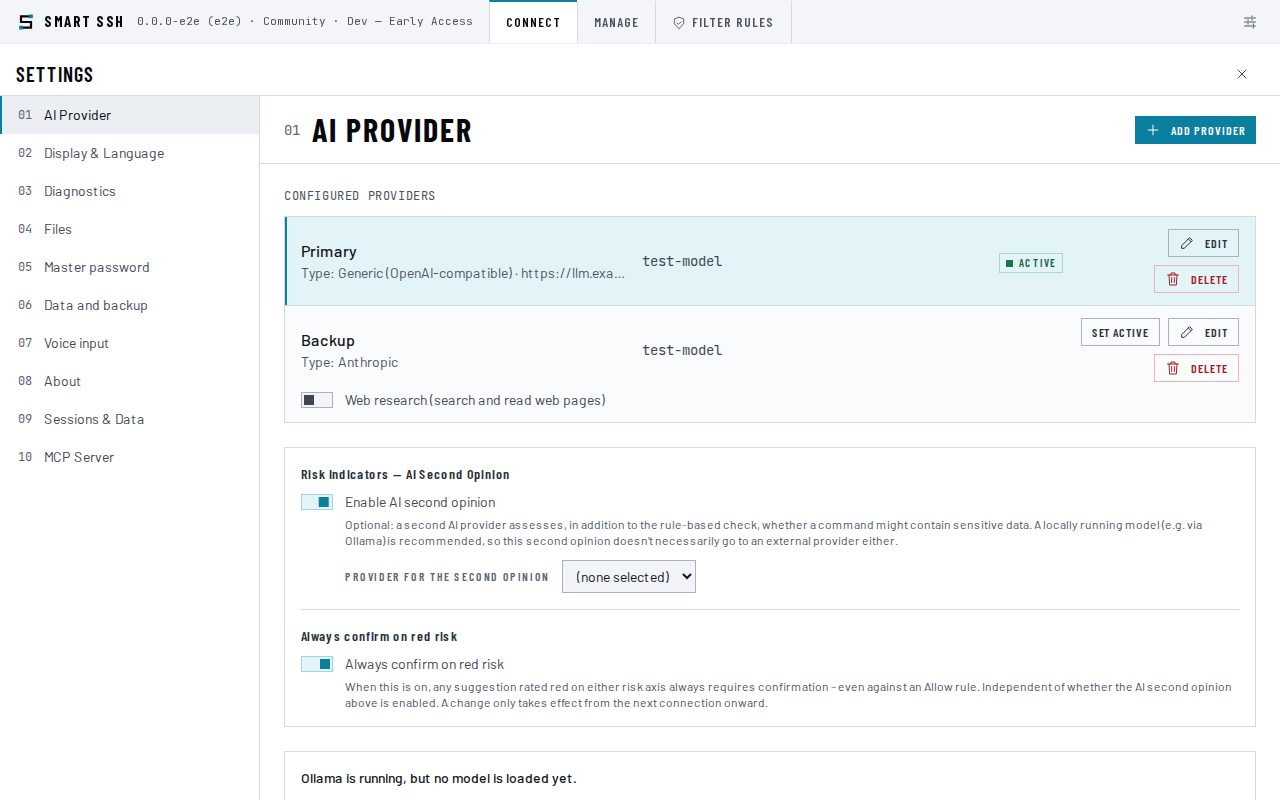 SMART SSH 0.0.0-e2e (e2e) · Community · Dev — Early Access CONNECT MANAGE FILTER RULES
SETTINGS
01 AI Provider
02 Display & Language
03 Diagnostics
04 Files
05 Master password
06 Data and backup
07 Voice input
08 About
09 Sessions & Data
10 MCP Server
01 AI PROVIDER
ADD PROVIDER
CONFIGURED PROVIDERS
Primary
Type: Generic (OpenAI-compatible) · https://llm.exa...
test-model
ACTIVE
EDIT
DELETE
Backup
Type: Anthropic
test-model
SET ACTIVE
EDIT
DELETE
Web research (search and read web pages)
Risk indicators — AI Second Opinion
Enable AI second opinion
Optional: a second AI provider assesses, in addition to the rule-based check, whether a command might contain sensitive data. A locally running model (e.g. via
Ollama) is recommended, so this second opinion doesn't necessarily go to an external provider either.
PROVIDER FOR THE SECOND OPINION (none selected)
Always confirm on red risk
Always confirm on red risk
When this is on, any suggestion rated red on either risk axis always requires confirmation – even against an Allow rule. Independent of whether the AI second opinion
above is enabled. A change only takes effect from the next connection onward.
Ollama is running, but no model is loaded yet.